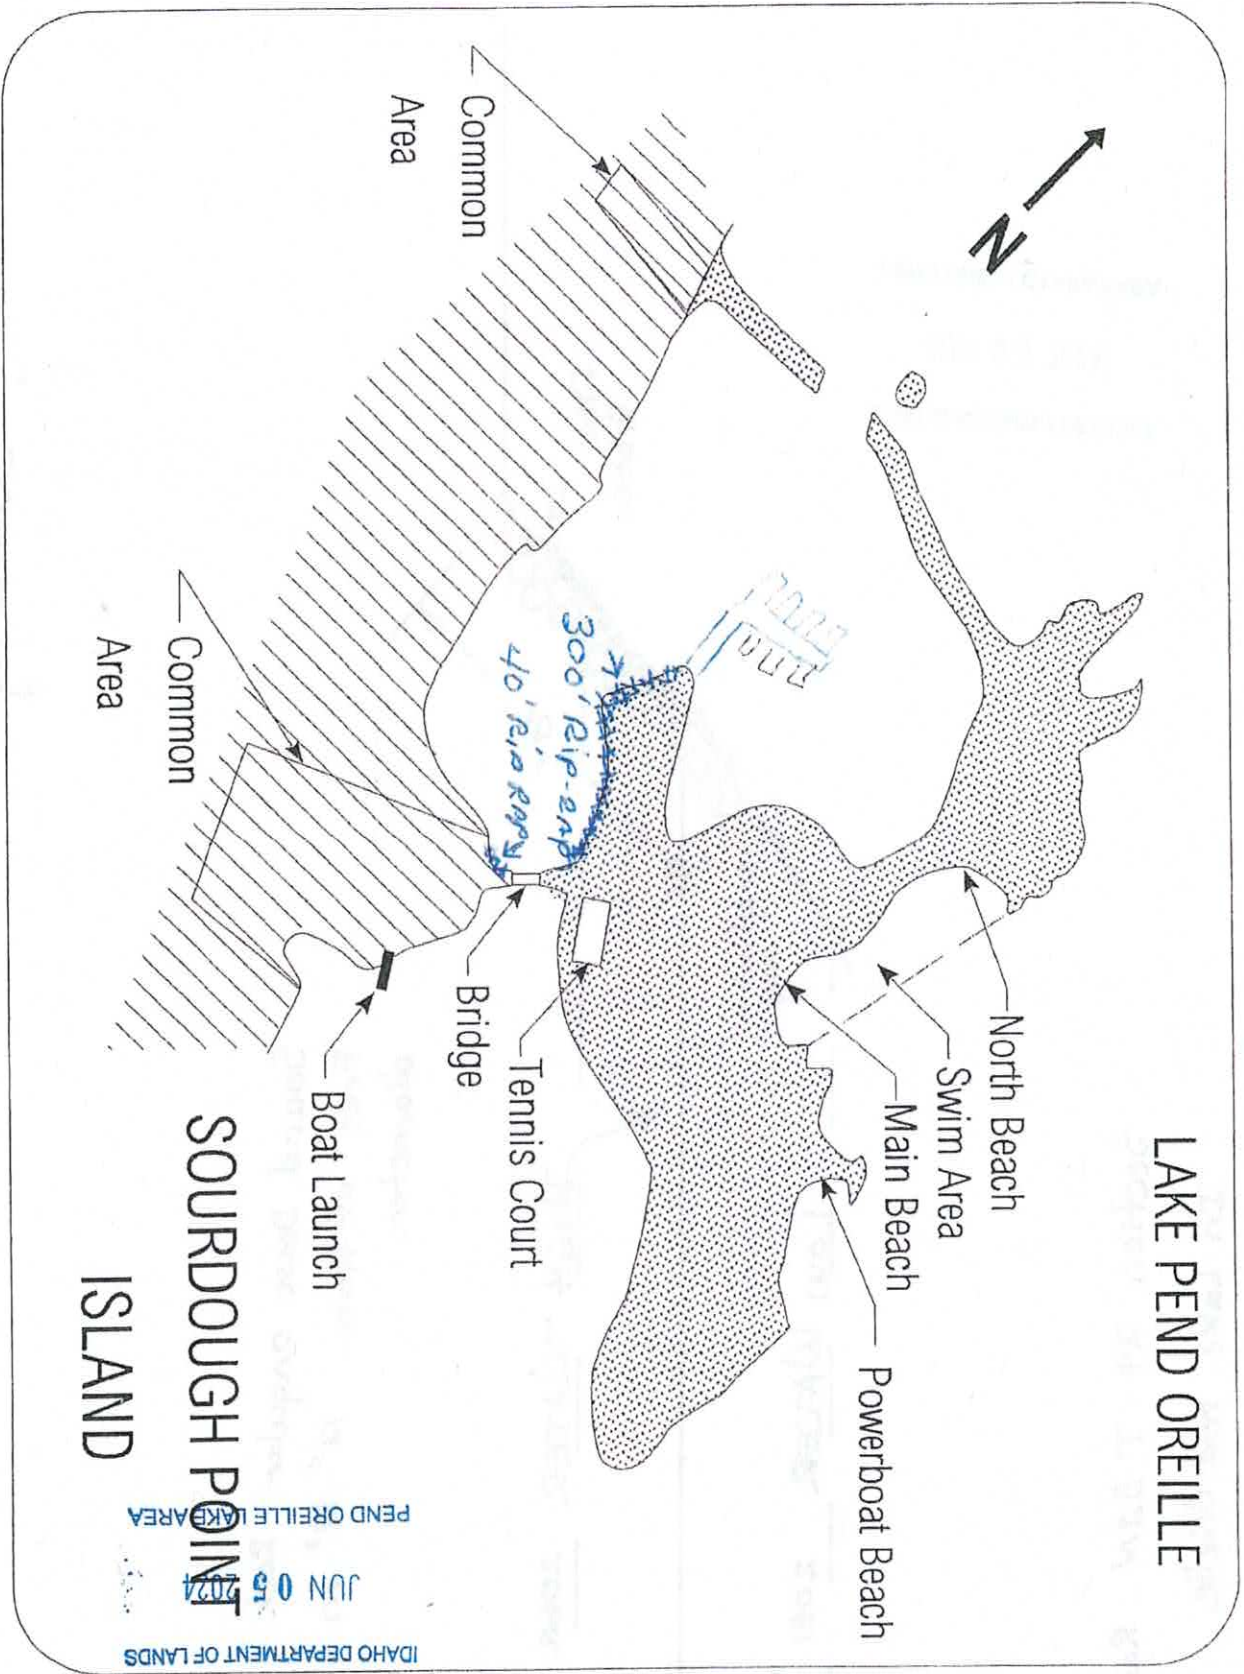 LAKE PEND OREILLE
N
Common
Area
North Beach
Swim Area
Main Beach
Powerboat Beach
300' Rip-RAP
40' RIP RAP
Tennis Court
Bridge
Common
Area
Boat Launch
SOURDOUGH POINT
ISLAND
IDAHO DEPARTMENT OF LANDS
JUN 05 2024
PEND OREILLE LAKE AREA